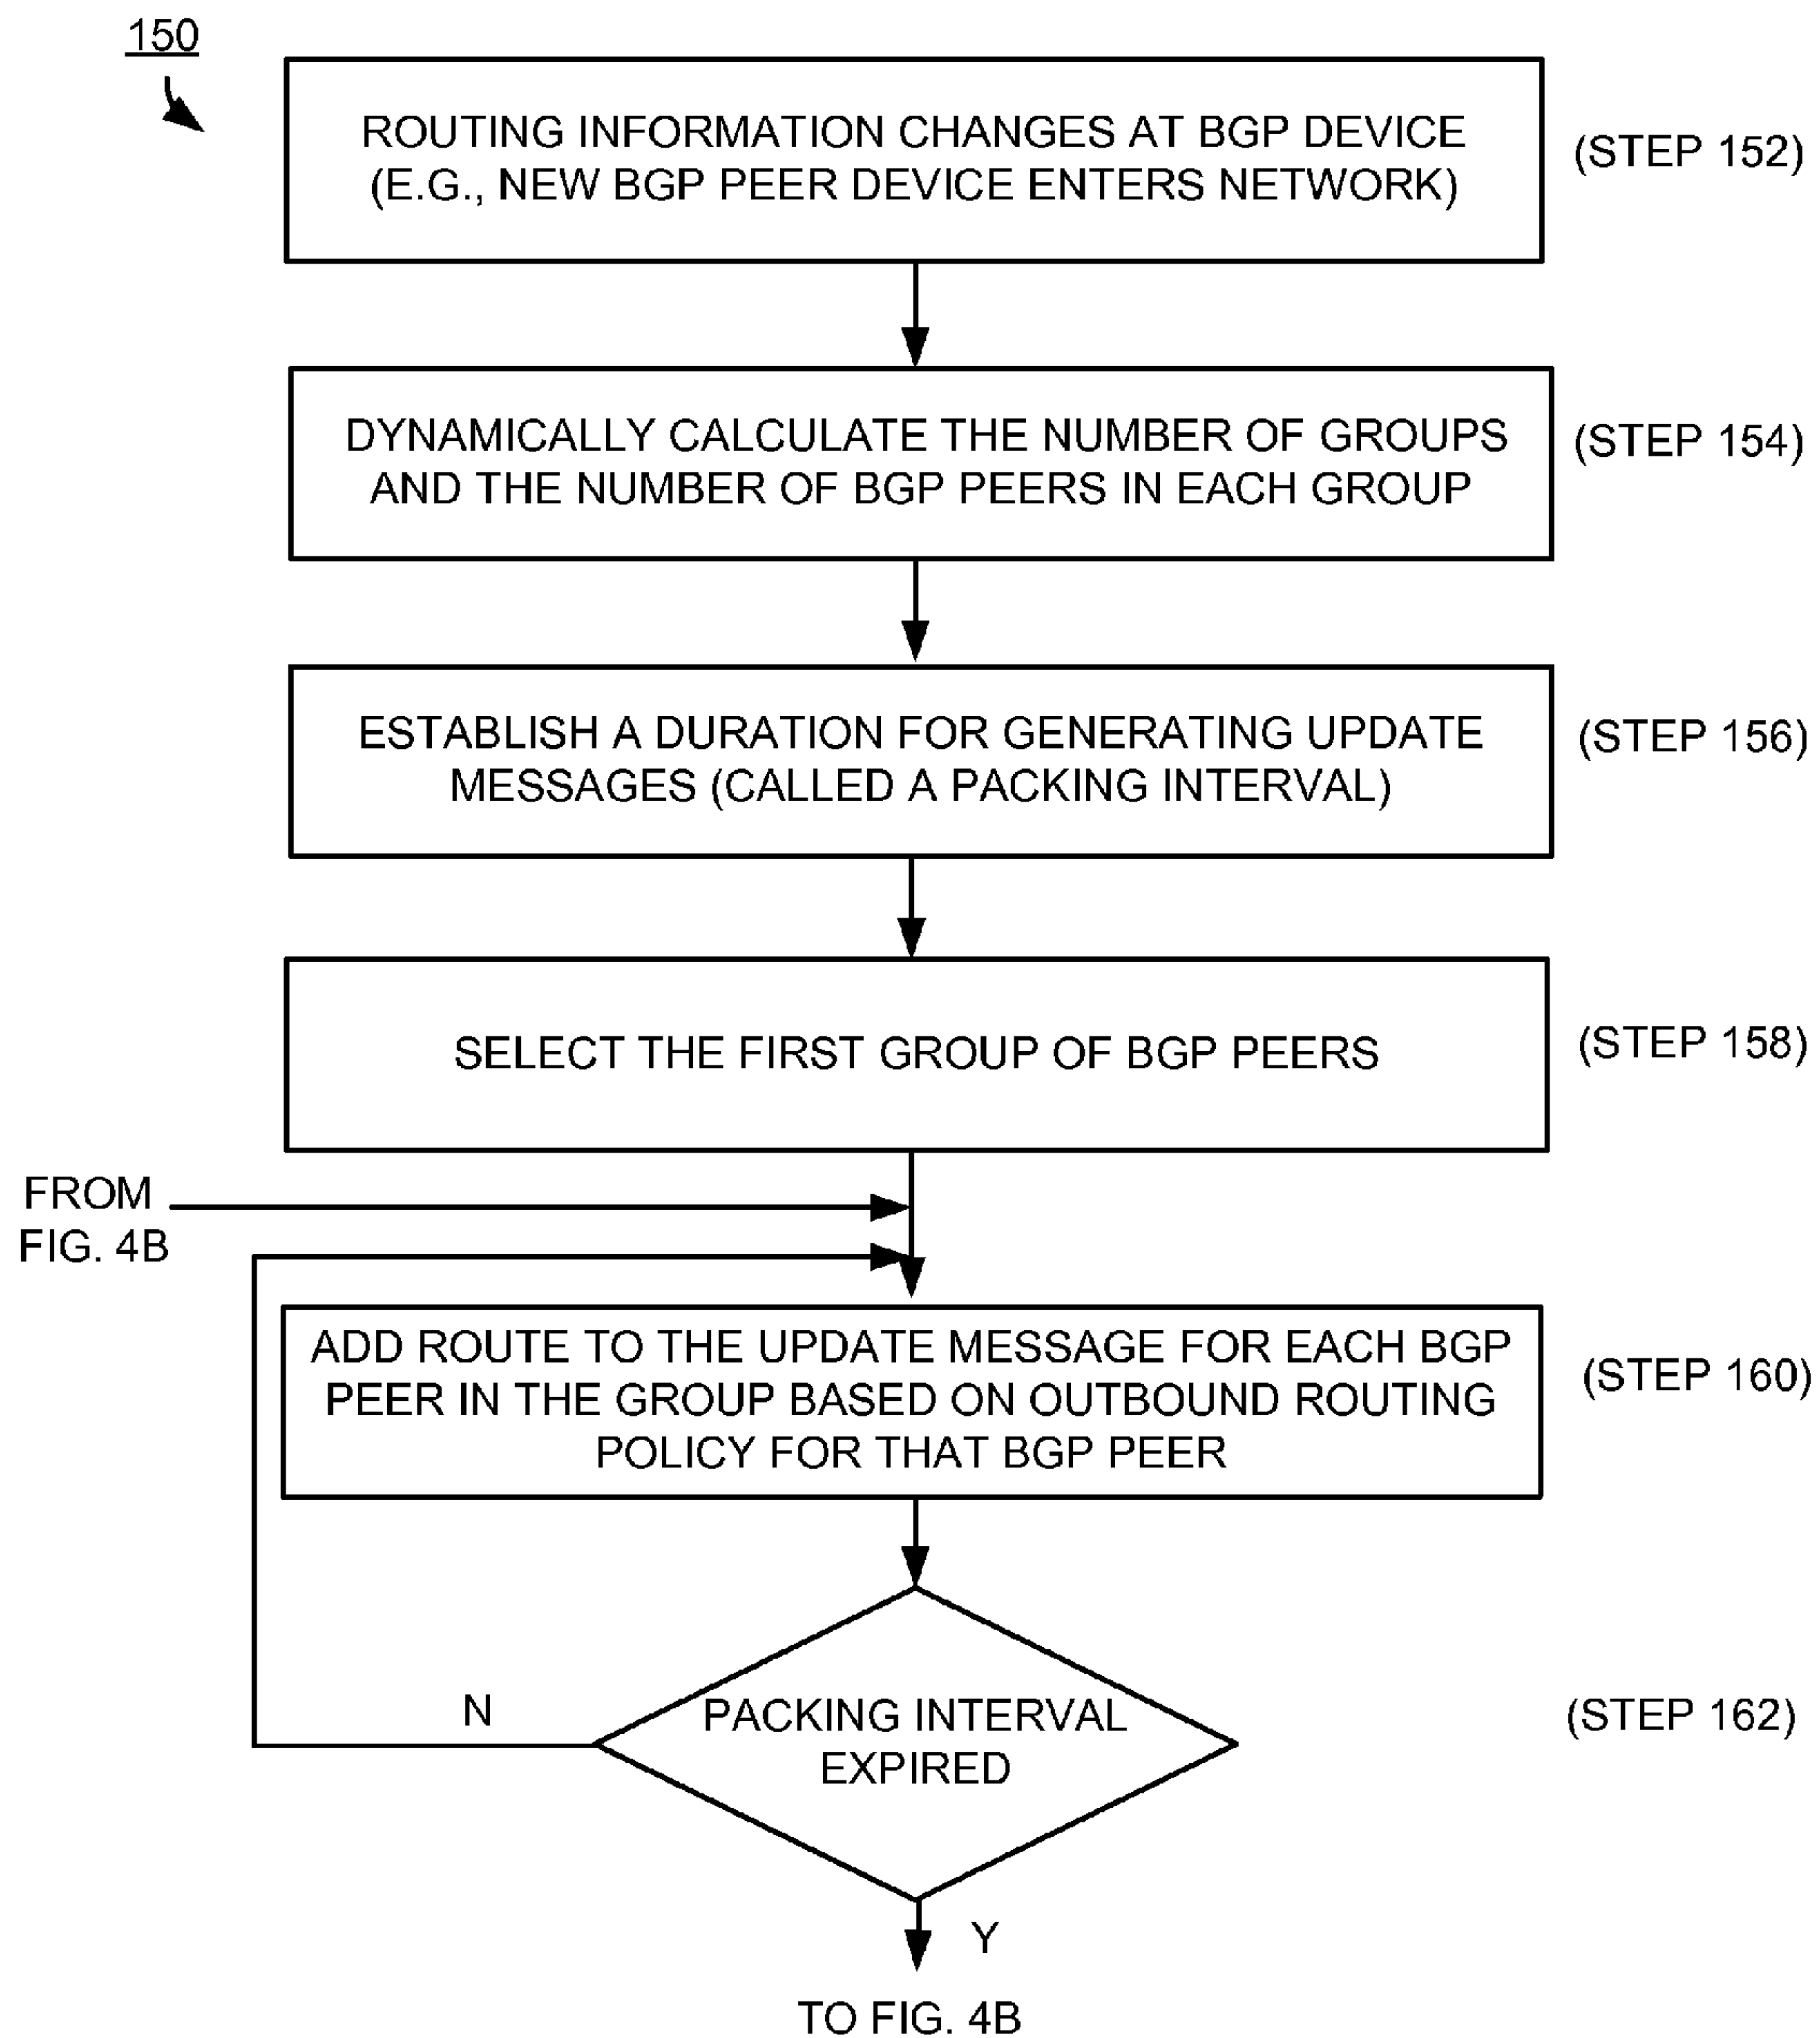 150
ROUTING INFORMATION CHANGES AT BGP DEVICE
(E.G., NEW BGP PEER DEVICE ENTERS NETWORK)
(STEP 152)
DYNAMICALLY CALCULATE THE NUMBER OF GROUPS
AND THE NUMBER OF BGP PEERS IN EACH GROUP
(STEP 154)
ESTABLISH A DURATION FOR GENERATING UPDATE
MESSAGES (CALLED A PACKING INTERVAL)
(STEP 156)
SELECT THE FIRST GROUP OF BGP PEERS
(STEP 158)
FROM
FIG. 4B
ADD ROUTE TO THE UPDATE MESSAGE FOR EACH BGP
PEER IN THE GROUP BASED ON OUTBOUND ROUTING
POLICY FOR THAT BGP PEER
(STEP 160)
N
PACKING INTERVAL
EXPIRED
(STEP 162)
Y
TO FIG. 4B